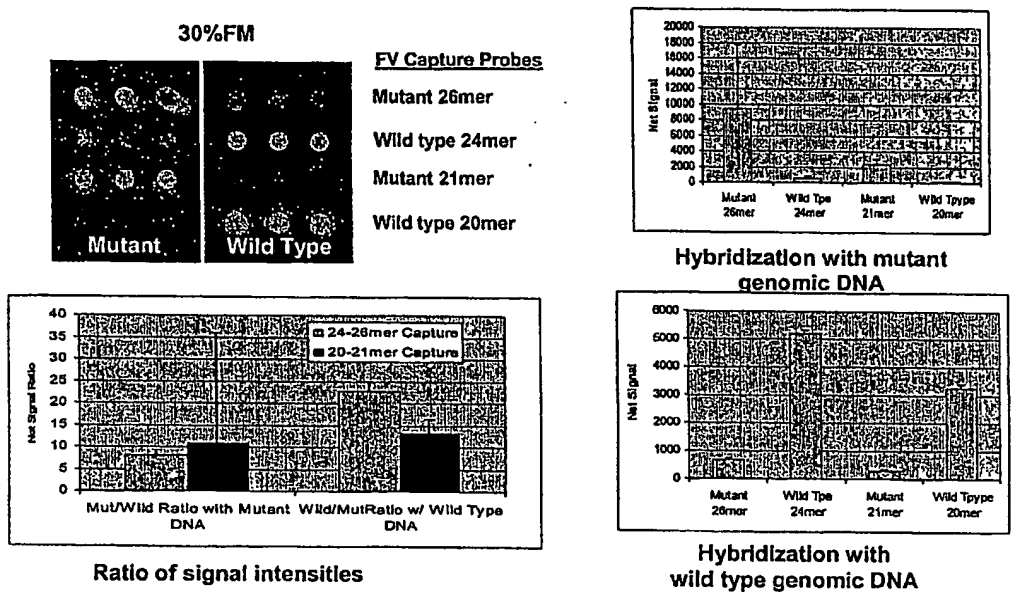 30%FM
FV Capture Probes
Mutant 26mer
Wild type 24mer
Mutant 21mer
Wild type 20mer
Mutant
Wild Type
20000
18000
16000
14000
12000
10000
8000
6000
4000
2000
0
Net Signal
Mutant
26mer
Wild Tpe
24mer
Mutant
21mer
Wild Tpype
20mer
Hybridization with mutant
genomic DNA
40
35
30
25
20
15
10
5
0
Net Signal Ratio
24-26mer Capture
20-21mer Capture
Mut/Wild Ratio with Mutant
DNA
Wild/MutRatio w/ Wild Type
DNA
Ratio of signal intensities
6000
5000
4000
3000
2000
1000
0
Net Signal
Mutant
26mer
Wild Tpe
24mer
Mutant
21mer
Wild Tpype
20mer
Hybridization with
wild type genomic DNA